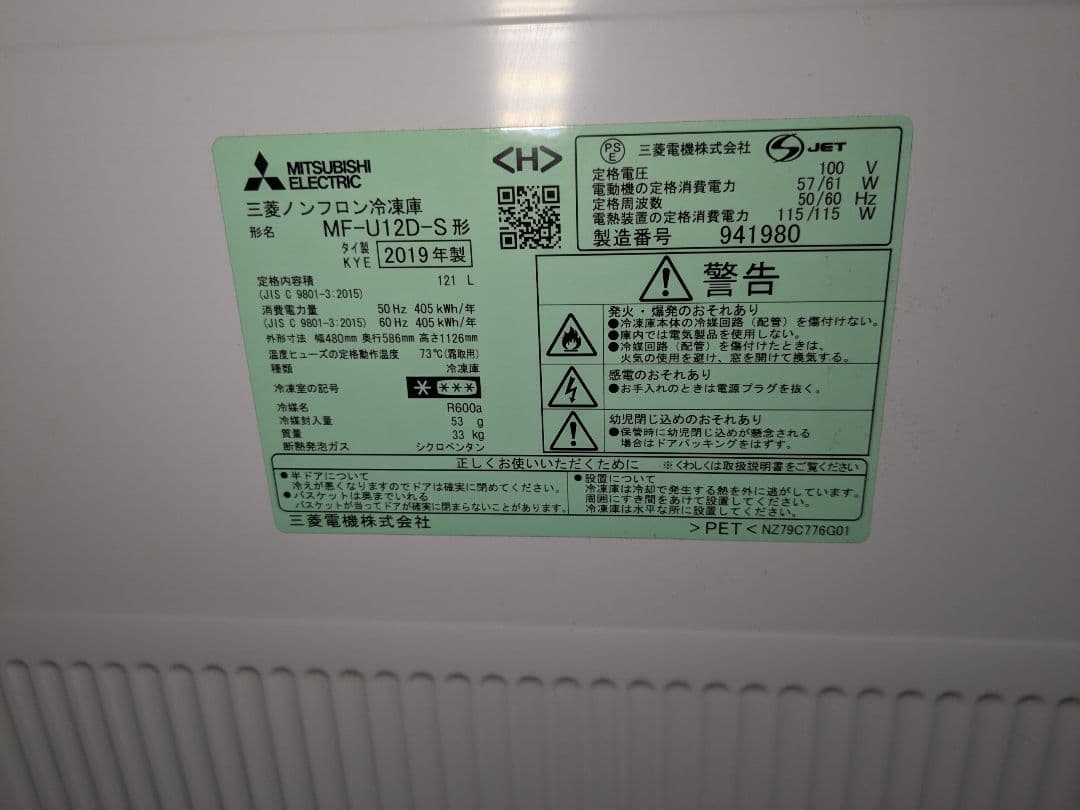 MITSUBISHI
ELECTRIC
三菱ノンフロン冷凍庫
形名 MF-U12D-S 形
タイ製
KYE
2019年製
定格内容積 121 L
(JIS C 9801-3:2015)
消費電力量 50Hz 405kWh/年
(JIS C 9801-3:2015) 60Hz 405kWh/年
外形寸法 幅480mm 奥行586mm 高さ1126mm
温度ヒューズの定格動作温度 73℃(霜取用)
種類 冷凍庫
冷凍室の記号
冷媒名 R600a
冷媒封入量 53 g
質量 33 kg
断熱発泡ガス シクロペンタン
<H>
PS
E
三菱電機株式会社 JET
定格電圧 100 V
電動機の定格消費電力 57/61 W
定格周波数 50/60 Hz
電熱装置の定格消費電力 115/115 W
製造番号 941980
警告
発火・爆発のおそれあり
●冷凍庫本体の冷媒回路(配管)を傷付けない。
●庫内では電気製品を使用しない。
●冷媒回路(配管)を傷付けたときは、
火気の使用を避け、窓を開けて換気する。
感電のおそれあり
●お手入れのときは電源プラグを抜く。
幼児閉じ込めのおそれあり
●保管時に幼児閉じ込めが懸念される
場合はドアパッキングをはずす。
正しくお使いいただくために ※くわしくは取扱説明書をご覧ください
●半ドアについて
冷えが悪くなりますのでドアは確実に閉めてください。
●バスケットは奥までいれる
バスケットが当ってドアが確実に閉まらないことがあります。
●設置について
冷凍庫は冷却で発生する熱を外に逃がしています。
周囲にすき間をあけて設置してください。
冷凍庫は水平な所に設置してください。
三菱電機株式会社
>PET< NZ79C776G01